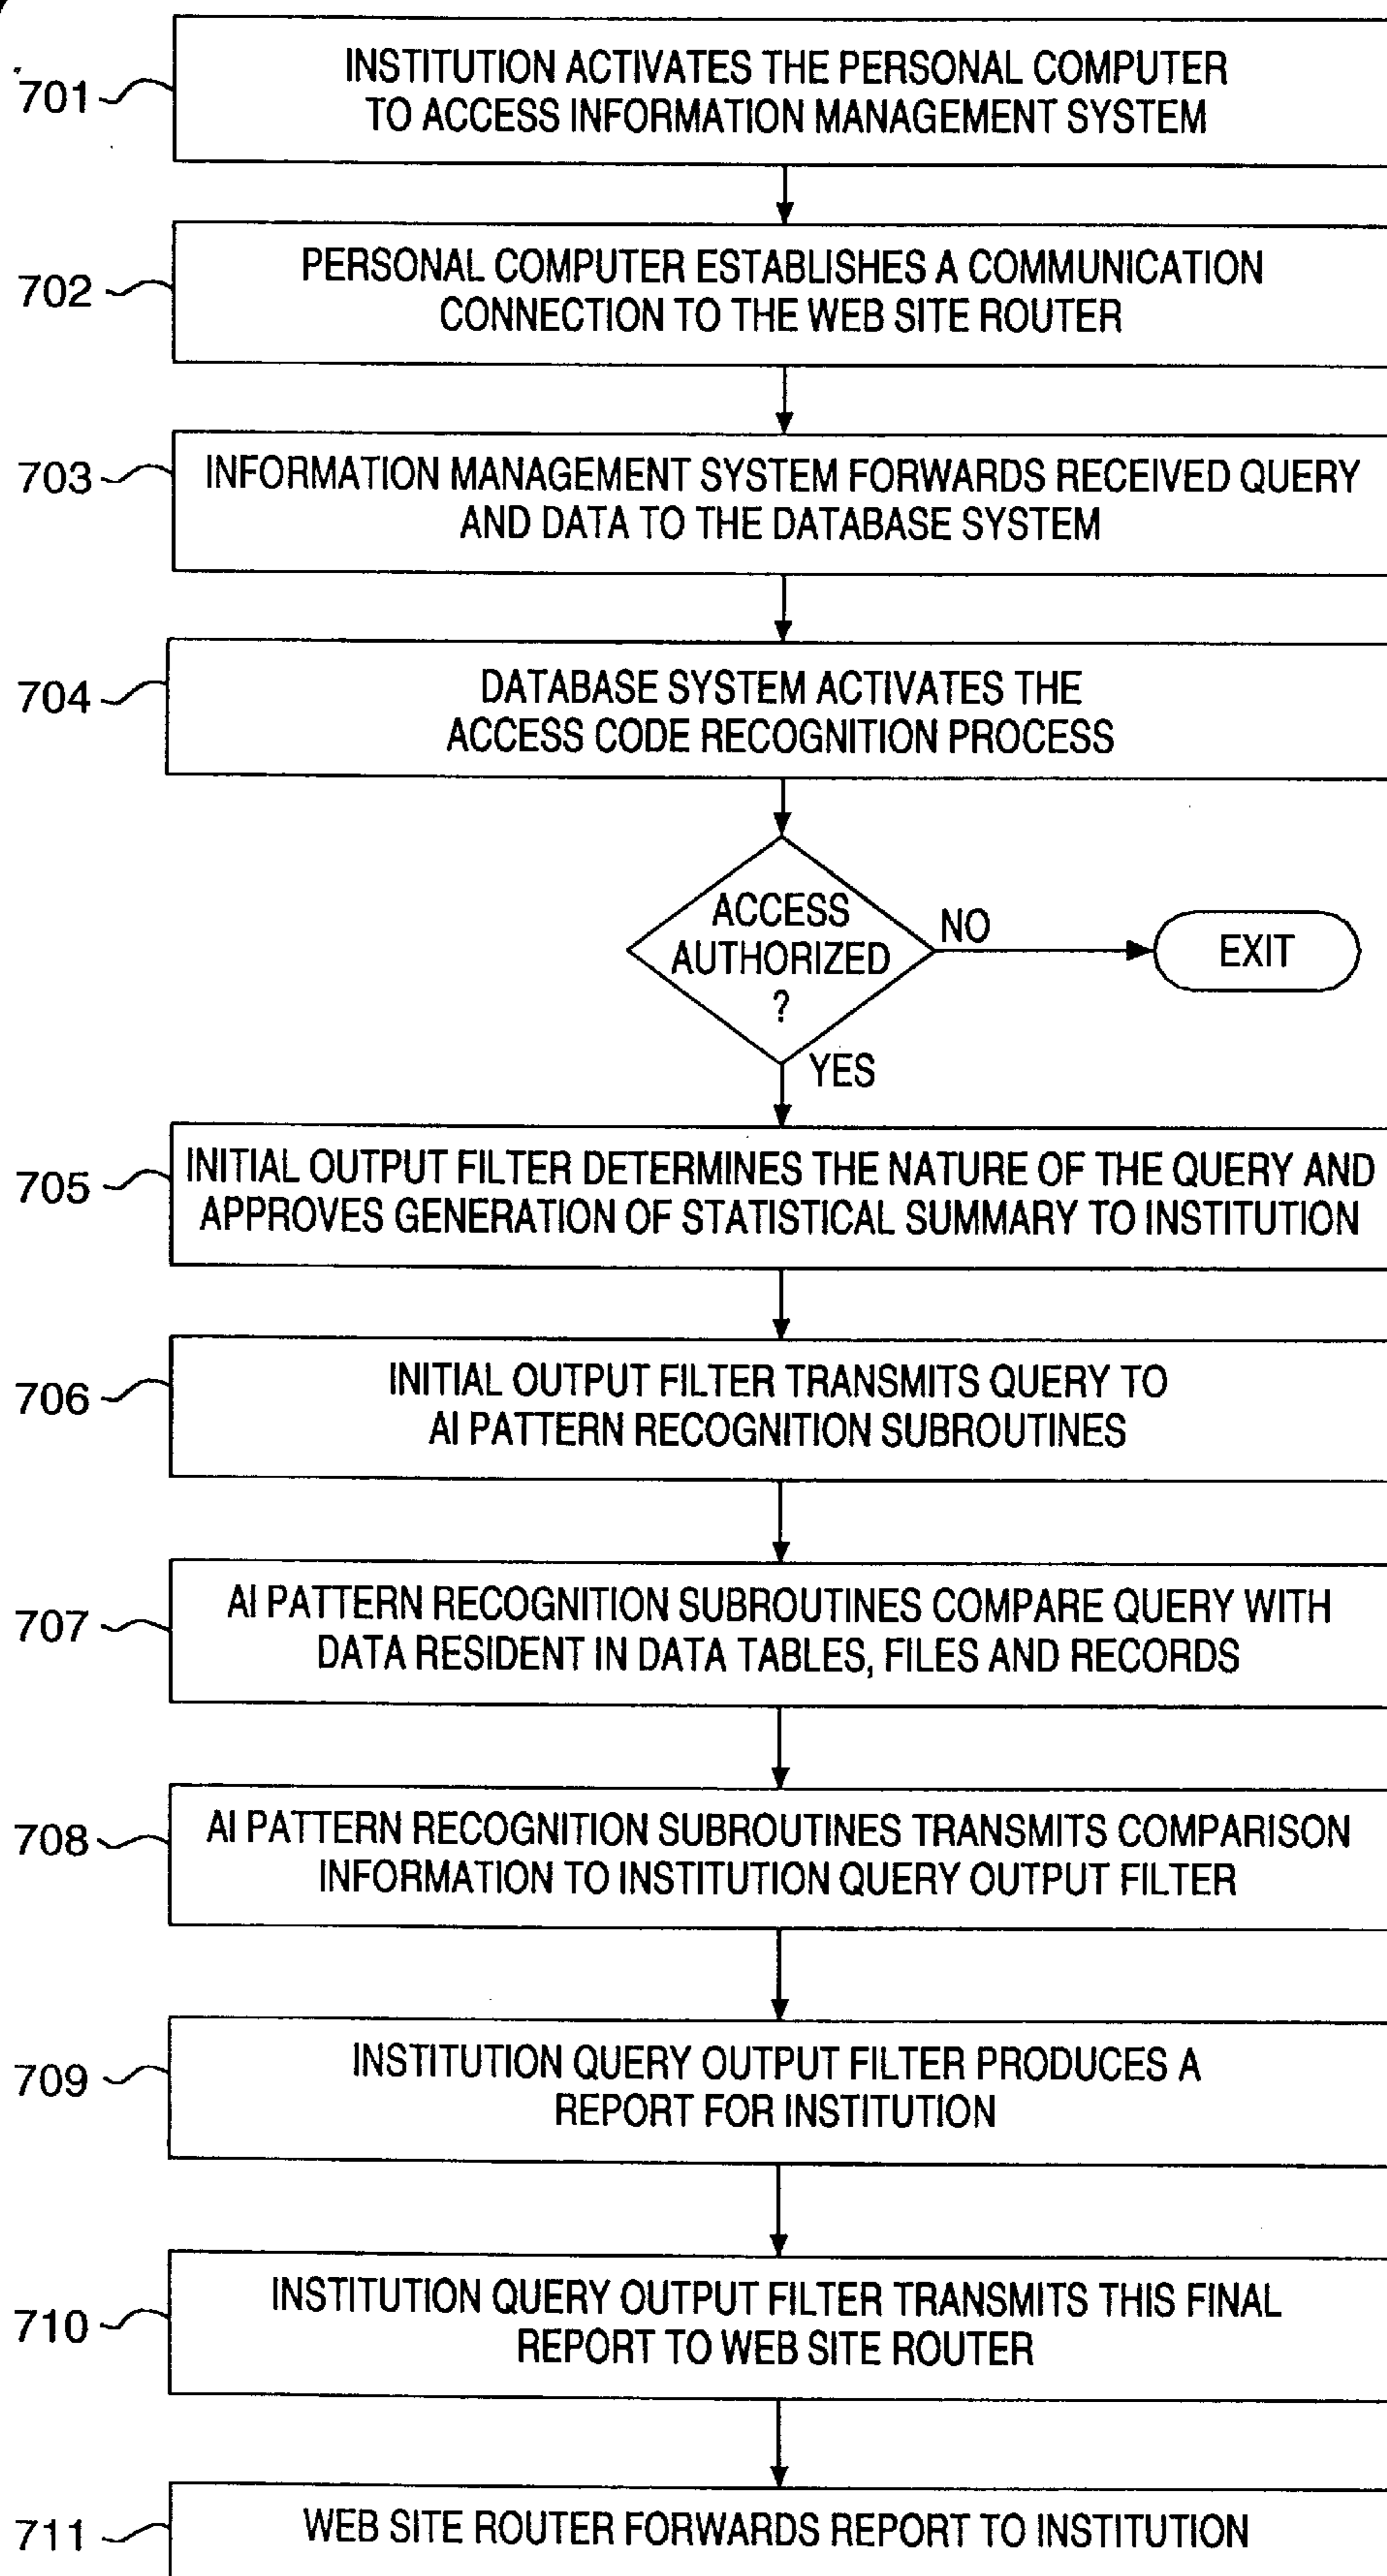 701
INSTITUTION ACTIVATES THE PERSONAL COMPUTER
TO ACCESS INFORMATION MANAGEMENT SYSTEM
702
PERSONAL COMPUTER ESTABLISHES A COMMUNICATION
CONNECTION TO THE WEB SITE ROUTER
703
INFORMATION MANAGEMENT SYSTEM FORWARDS RECEIVED QUERY
AND DATA TO THE DATABASE SYSTEM
704
DATABASE SYSTEM ACTIVATES THE
ACCESS CODE RECOGNITION PROCESS
ACCESS
AUTHORIZED
?
NO
EXIT
YES
705
INITIAL OUTPUT FILTER DETERMINES THE NATURE OF THE QUERY AND
APPROVES GENERATION OF STATISTICAL SUMMARY TO INSTITUTION
706
INITIAL OUTPUT FILTER TRANSMITS QUERY TO
AI PATTERN RECOGNITION SUBROUTINES
707
AI PATTERN RECOGNITION SUBROUTINES COMPARE QUERY WITH
DATA RESIDENT IN DATA TABLES, FILES AND RECORDS
708
AI PATTERN RECOGNITION SUBROUTINES TRANSMITS COMPARISON
INFORMATION TO INSTITUTION QUERY OUTPUT FILTER
709
INSTITUTION QUERY OUTPUT FILTER PRODUCES A
REPORT FOR INSTITUTION
710
INSTITUTION QUERY OUTPUT FILTER TRANSMITS THIS FINAL
REPORT TO WEB SITE ROUTER
711
WEB SITE ROUTER FORWARDS REPORT TO INSTITUTION